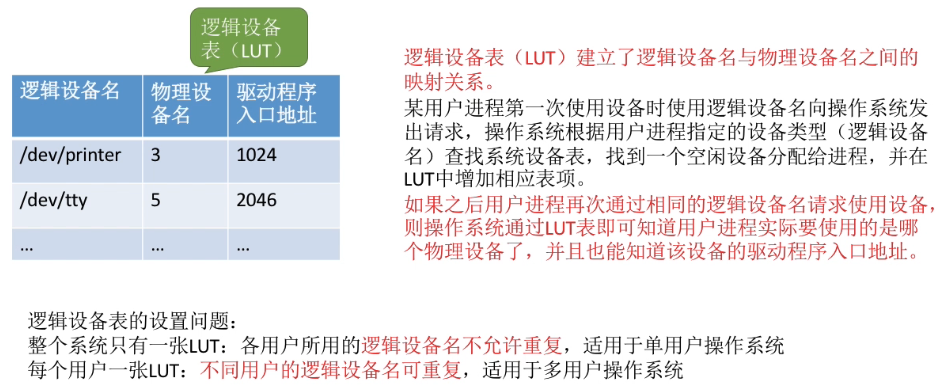 逻辑设备
表（LUT）
逻辑设备名 物理设备名 驱动程序入口地址
/dev/printer 3 1024
/dev/tty 5 2046
... ... ...
逻辑设备表（LUT）建立了逻辑设备名与物理设备名之间的
映射关系。
某用户进程第一次使用设备时使用逻辑设备名向操作系统发
出请求，操作系统根据用户进程指定的设备类型（逻辑设备
名）查找系统设备表，找到一个空闲设备分配给进程，并在
LUT中增加相应表项。
如果之后用户进程再次通过相同的逻辑设备名请求使用设备，
则操作系统通过LUT表即可知道用户进程实际要使用的是哪
个物理设备了，并且也能知道该设备的驱动程序入口地址。
逻辑设备表的设置问题：
整个系统只有一张LUT：各用户所用的逻辑设备名不允许重复，适用于单用户操作系统
每个用户一张LUT：不同用户的逻辑设备名可重复，适用于多用户操作系统